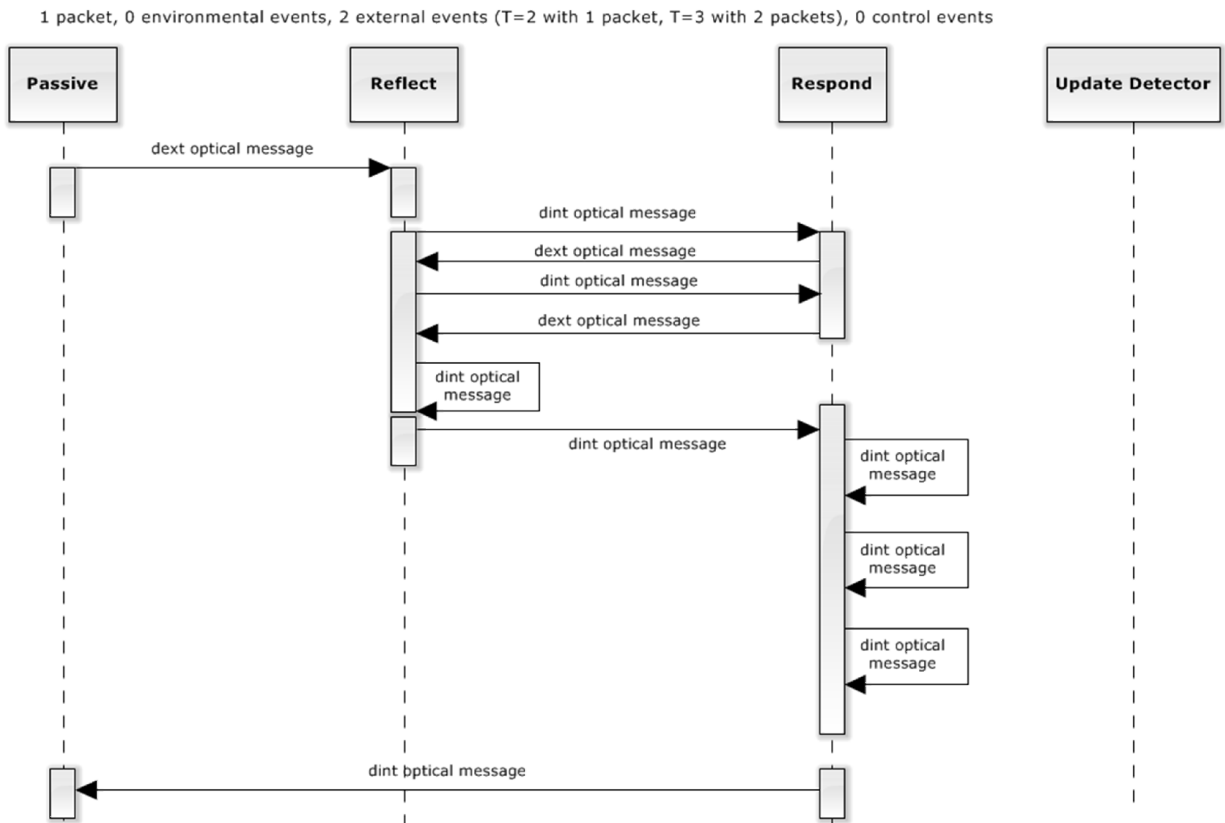 1 packet, 0 environmental events, 2 external events (T=2 with 1 packet, T=3 with 2 packets), 0 control events
Passive
Reflect
Respond
Update Detector
dext optical message
dint optical message
dext optical message
dint optical message
dext optical message
dint optical
message
dint optical message
dint optical
message
dint optical
message
dint optical
message
dint optical message